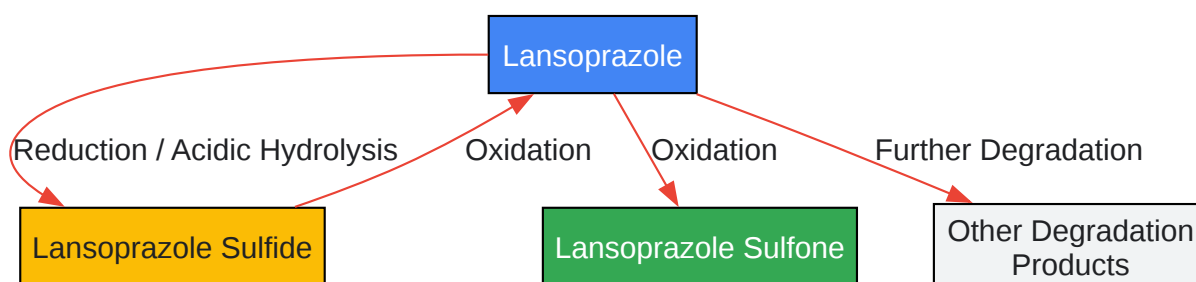 Lansoprazole
Reduction / Acidic Hydrolysis
Oxidation
Oxidation
Further Degradation
Lansoprazole Sulfide
Lansoprazole Sulfone
Other Degradation
Products